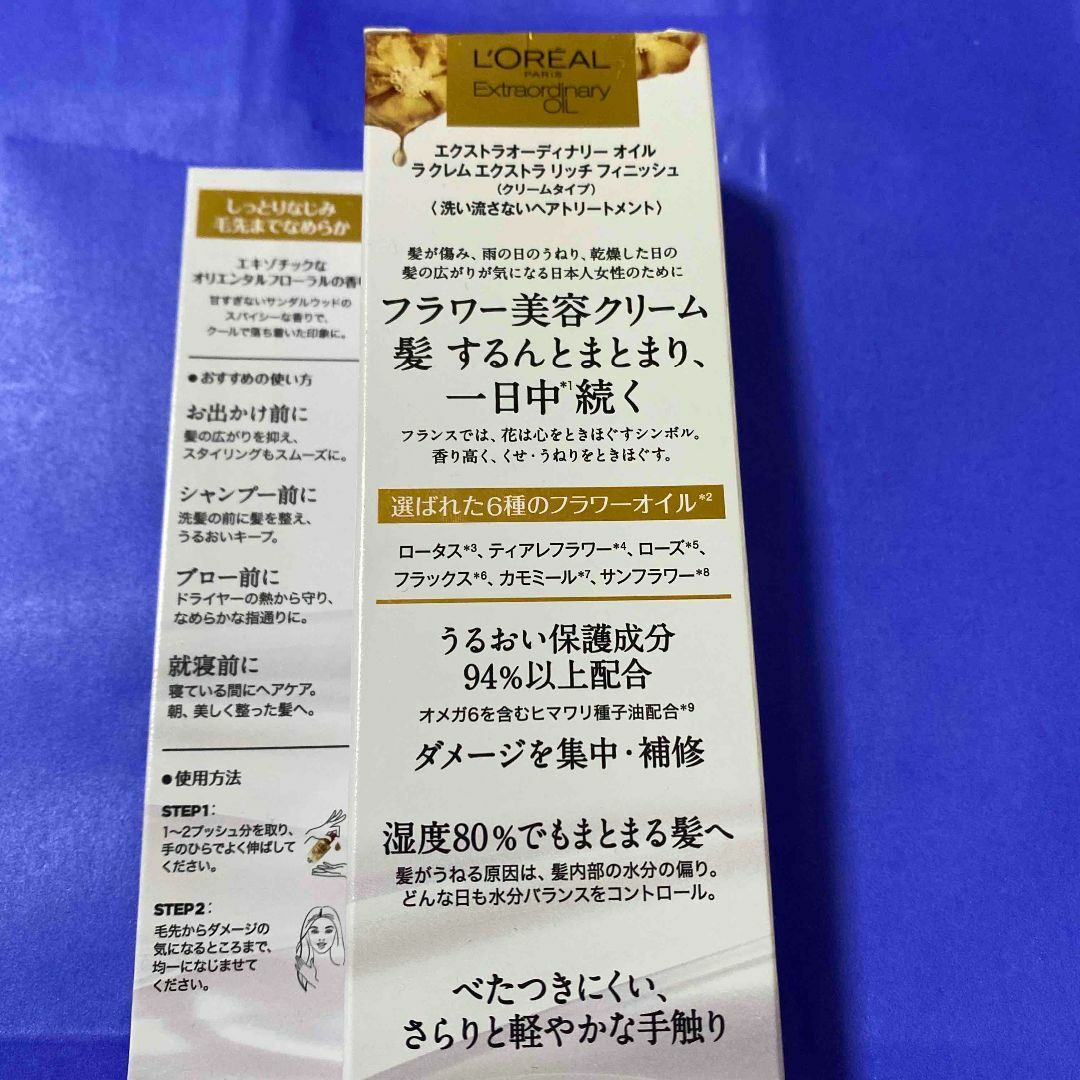 L'ORÉAL
PARIS
Extraordinary
OIL
エクストラオーディナリー オイル
ラ クレム エクストラ リッチ フィニッシュ
(クリームタイプ)
〈 洗い流さないヘアトリートメント〉
髪が傷み、雨の日のうねり、乾燥した日の
髪の広がりが気になる日本人女性のために
フラワー美容クリーム
髪 するんとまとまり、
一日中*1続く
フランスでは、花は心をときほぐすシンボル。
香り高く、くせ・うねりをときほぐす。
選ばれた6種のフラワーオイル*2
ロータス*3、ティアレフラワー*4、ローズ*5、
フラックス*6、カモミール*7、サンフラワー*8
うるおい保護成分
94%以上配合
オメガ6を含むヒマワリ種子油配合*9
ダメージを集中・補修
湿度80%でもまとまる髪へ
髪がうねる原因は、髪内部の水分の偏り。
どんな日も水分バランスをコントロール。
べたつきにくい、
さらりと軽やかな手触り
しっとりなじみ
毛先までなめらか
エキゾチックな
オリエンタルフローラルの香
甘すぎないサンダルウッドの
スパイシーな香りで、
クールで落ち着いた印象に。
●おすすめの使い方
お出かけ前に
髪の広がりを抑え、
スタイリングもスムーズに。
シャンプー前に
洗髪の前に髪を整え、
うるおいキープ。
ブロー前に
ドライヤーの熱から守り、
なめらかな指通りに。
就寝前に
寝ている間にヘアケア。
朝、美しく整った髪へ。
●使用方法
STEP1:
1〜2プッシュ分を取り、
手のひらでよく伸ばして
ください。
STEP2:
毛先からダメージの
気になるところまで、
均一になじませて
ください。